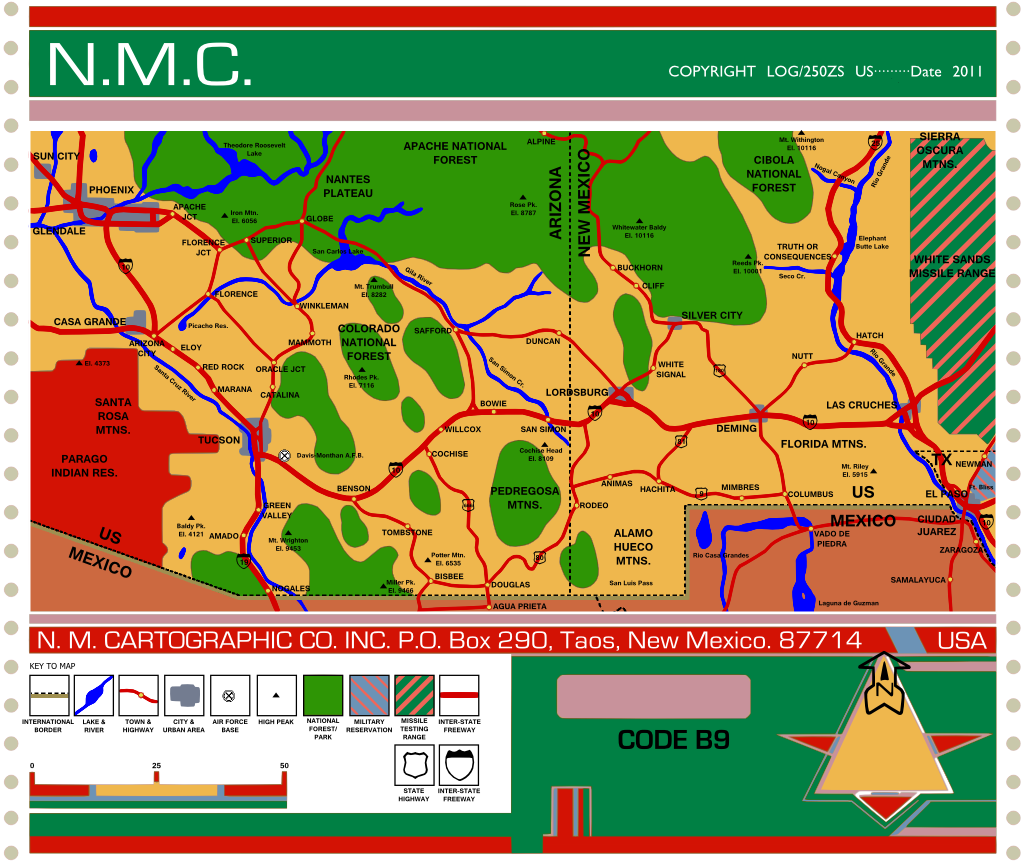 N.M.C.
COPYRIGHT LOG/250ZS US·········Date 2011
SUN CITY
PHOENIX
GLENDALE
APACHE
JCT
Theodore Roosevelt
Lake
APACHE NATIONAL
FOREST
NANTES
PLATEAU
Iron Mtn.
El. 6056
GLOBE
FLORENCE
JCT
SUPERIOR
San Carlos Lake
ALPINE
ARIZONA
NEW MEXICO
Rose Pk.
El. 8787
Whitewater Baldy
El. 10116
Mt. Withington
El. 10116
CIBOLA
NATIONAL
FOREST
Nogal Canyon
Rio Grande
25
SIERRA
OSCURA
MTNS.
Elephant
Butte Lake
TRUTH OR
CONSEQUENCES
Reeds Pk.
El. 10001
Seco Cr.
WHITE SANDS
MISSILE RANGE
BUCKHORN
CLIFF
10
FLORENCE
Mt. Trumbull
El. 8282
Gila River
WINKLEMAN
CASA GRANDE
Picacho Res.
ARIZONA
CITY
ELOY
MAMMOTH
COLORADO
NATIONAL
FOREST
SAFFORD
DUNCAN
SILVER CITY
HATCH
Rio Grande
NUTT
El. 4373
RED ROCK
ORACLE JCT
Rhodes Pk.
El. 7116
San Simon Cr.
WHITE
SIGNAL
Santa Cruz River
MARANA
CATALINA
LORDSBURG
SANTA
ROSA
MTNS.
BOWIE
10
LAS CRUCHES
TUCSON
WILLCOX
SAN SIMON
DEMING
10
FLORIDA MTNS.
PARAGO
INDIAN RES.
Davis-Monthan A.F.B.
COCHISE
Cochise Head
El. 8109
81
TX
NEWMAN
10
Mt. Riley
El. 5915
BENSON
PEDREGOSA
MTNS.
ANIMAS
HACHITA
9
MIMBRES
COLUMBUS
US
EL PASO
Ft. Bliss
GREEN
VALLEY
RODEO
MEXICO
CIUDAD
JUAREZ
10
US
MEXICO
Baldy Pk.
El. 4121
AMADO
Mt. Wrighton
El. 9453
TOMBSTONE
80
ALAMO
HUECO
MTNS.
VADO DE
PIEDRA
ZARAGOZA
Rio Casa Grandes
19
Potter Mtn.
El. 6535
BISBEE
DOUGLAS
San Luis Pass
SAMALAYUCA
NOGALES
Miller Pk.
El. 9466
AGUA PRIETA
Laguna de Guzman
N. M. CARTOGRAPHIC CO. INC. P.O. Box 290, Taos, New Mexico. 87714
USA
KEY TO MAP
INTERNATIONAL
BORDER
LAKE &
RIVER
TOWN &
HIGHWAY
CITY &
URBAN AREA
AIR FORCE
BASE
HIGH PEAK
NATIONAL
FOREST/
PARK
MILITARY
RESERVATION
MISSILE
TESTING
RANGE
INTER-STATE
FREEWAY
STATE
HIGHWAY
INTER-STATE
FREEWAY
0
25
50
CODE B9
N